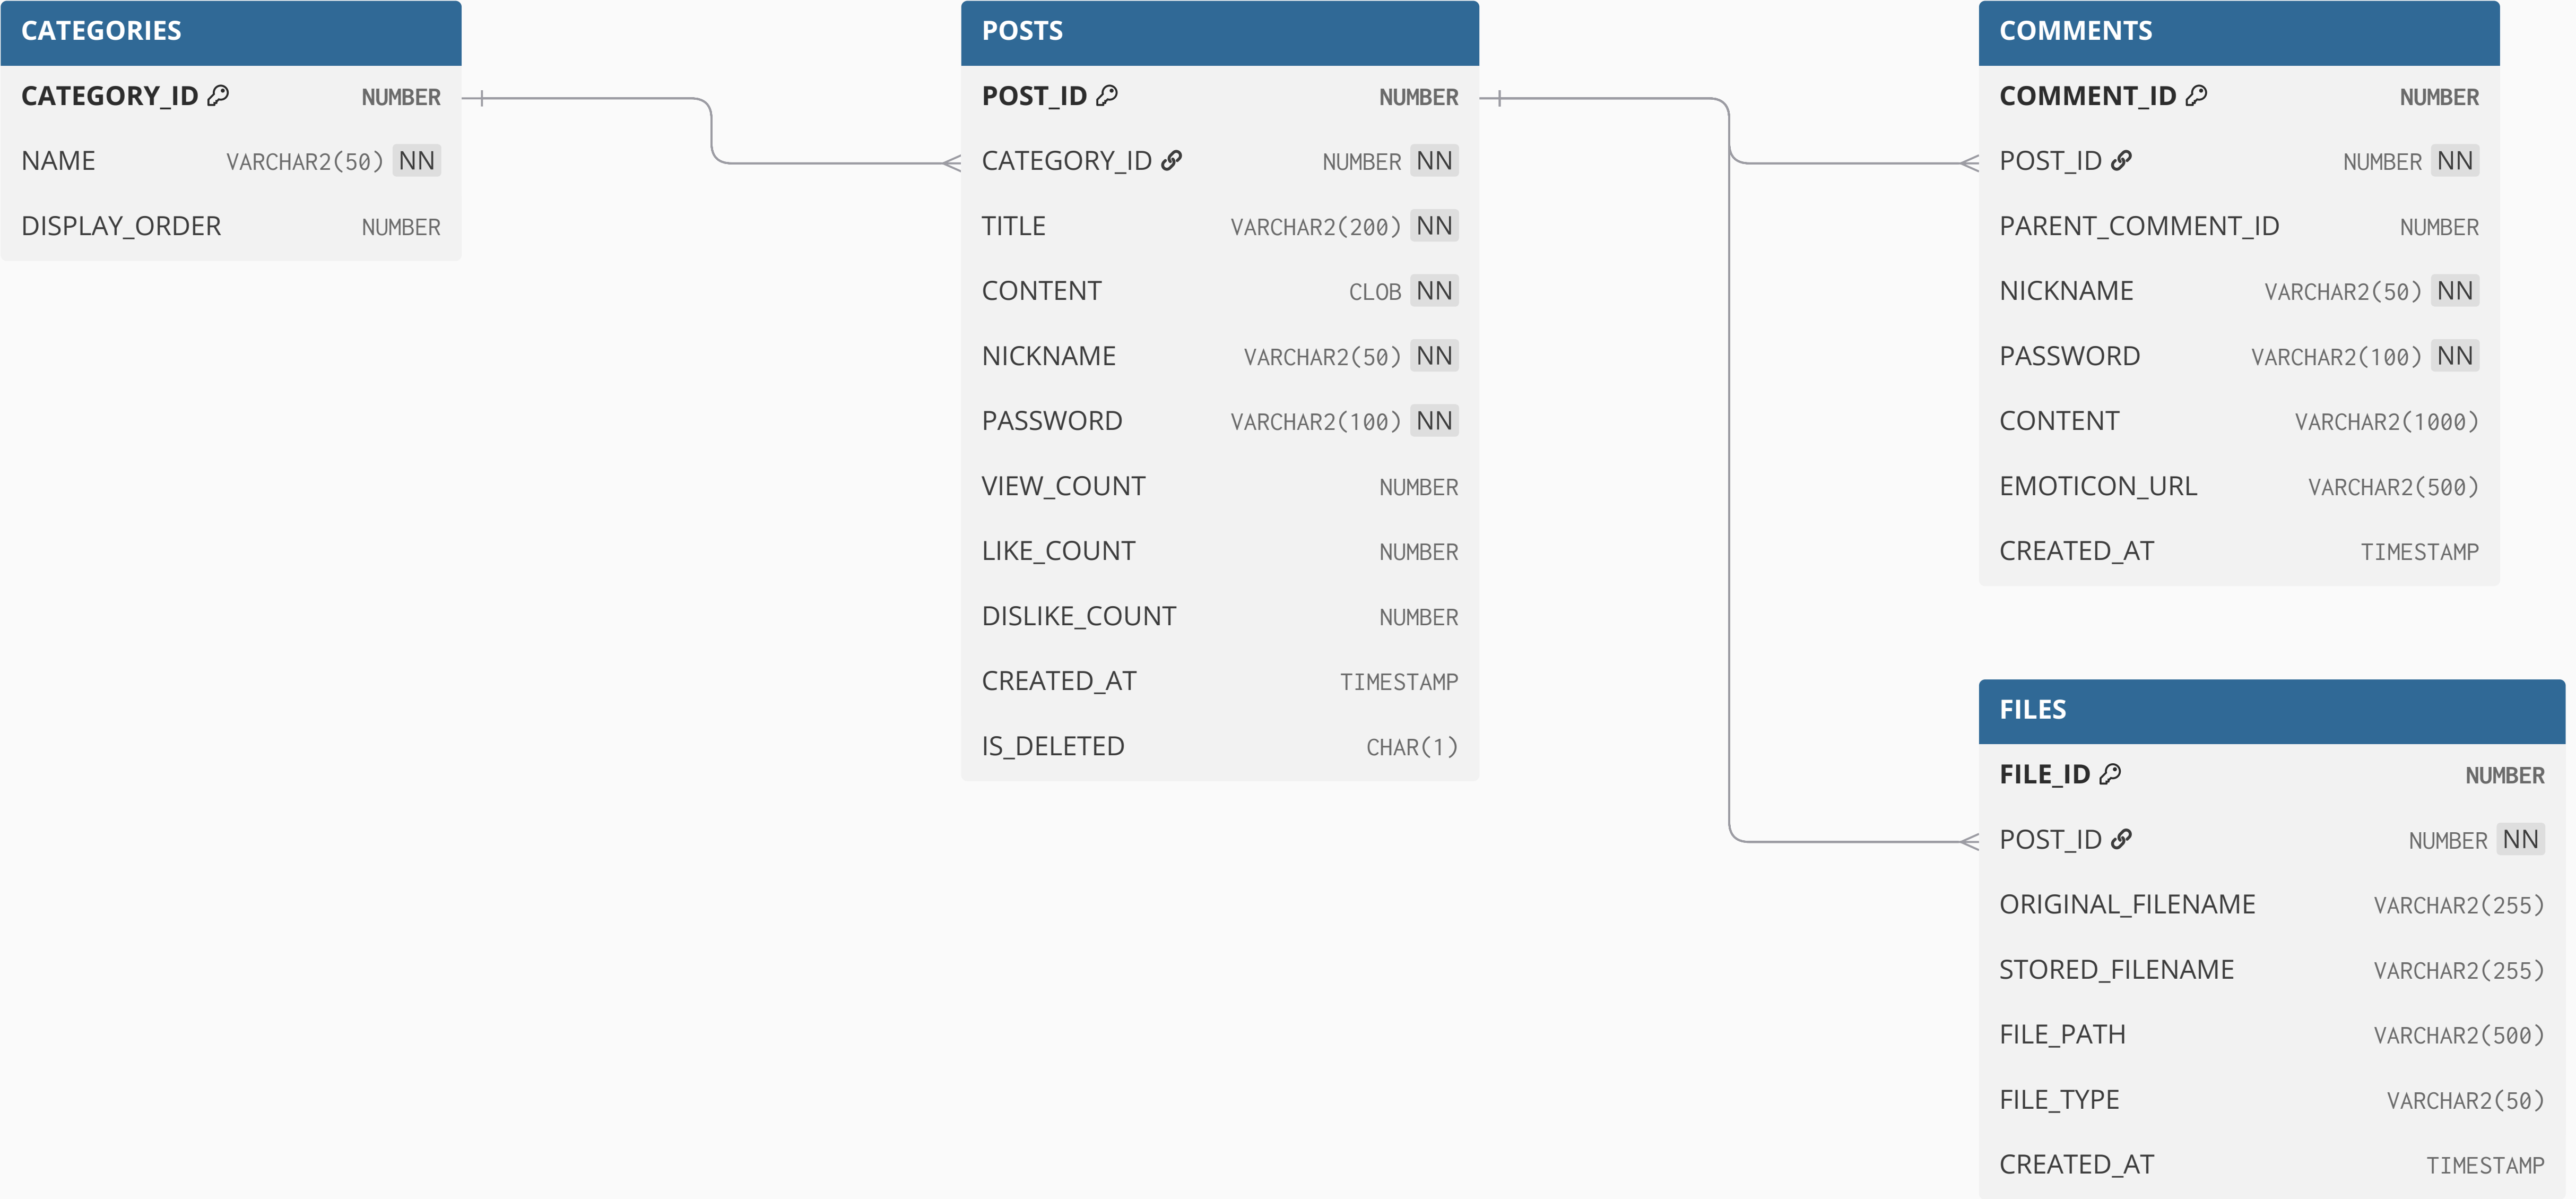 CATEGORIES
CATEGORY_ID NUMBER
NAME VARCHAR2(50) NN
DISPLAY_ORDER NUMBER
POSTS
POST_ID NUMBER
CATEGORY_ID NUMBER NN
TITLE VARCHAR2(200) NN
CONTENT CLOB NN
NICKNAME VARCHAR2(50) NN
PASSWORD VARCHAR2(100) NN
VIEW_COUNT NUMBER
LIKE_COUNT NUMBER
DISLIKE_COUNT NUMBER
CREATED_AT TIMESTAMP
IS_DELETED CHAR(1)
COMMENTS
COMMENT_ID NUMBER
POST_ID NUMBER NN
PARENT_COMMENT_ID NUMBER
NICKNAME VARCHAR2(50) NN
PASSWORD VARCHAR2(100) NN
CONTENT VARCHAR2(1000)
EMOTICON_URL VARCHAR2(500)
CREATED_AT TIMESTAMP
FILES
FILE_ID NUMBER
POST_ID NUMBER NN
ORIGINAL_FILENAME VARCHAR2(255)
STORED_FILENAME VARCHAR2(255)
FILE_PATH VARCHAR2(500)
FILE_TYPE VARCHAR2(50)
CREATED_AT TIMESTAMP